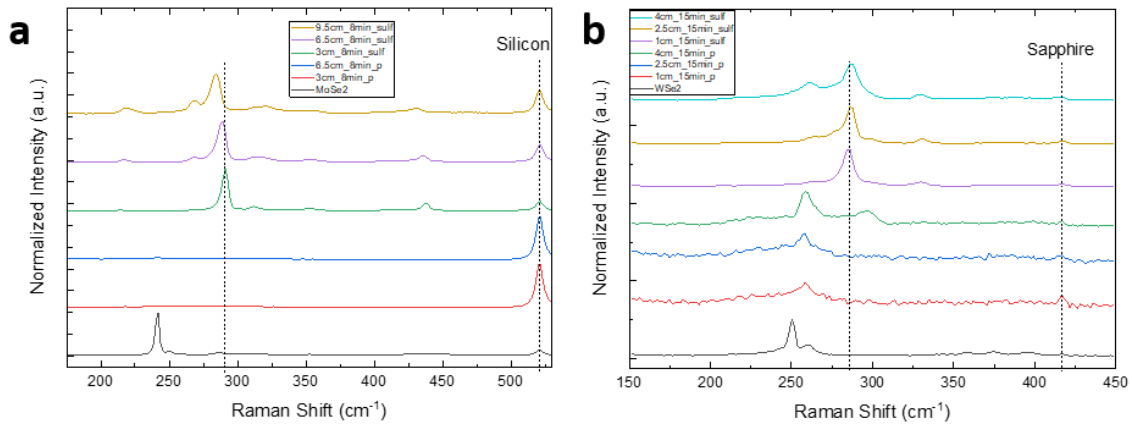 a
9.5cm_8min_sulf
6.5cm_8min_sulf
3cm_8min_sulf
6.5cm_8min_p
3cm_8min_p
MoSe2
Silicon
Normalized Intensity (a.u.)
200 250 300 350 400 450 500
Raman Shift (cm⁻¹)
b
4cm_15min_sulf
2.5cm_15min_sulf
1cm_15min_sulf
4cm_15min_p
2.5cm_15min_p
1cm_15min_p
WSe2
Sapphire
Normalized Intensity (a.u.)
150 200 250 300 350 400 450
Raman Shift (cm⁻¹)